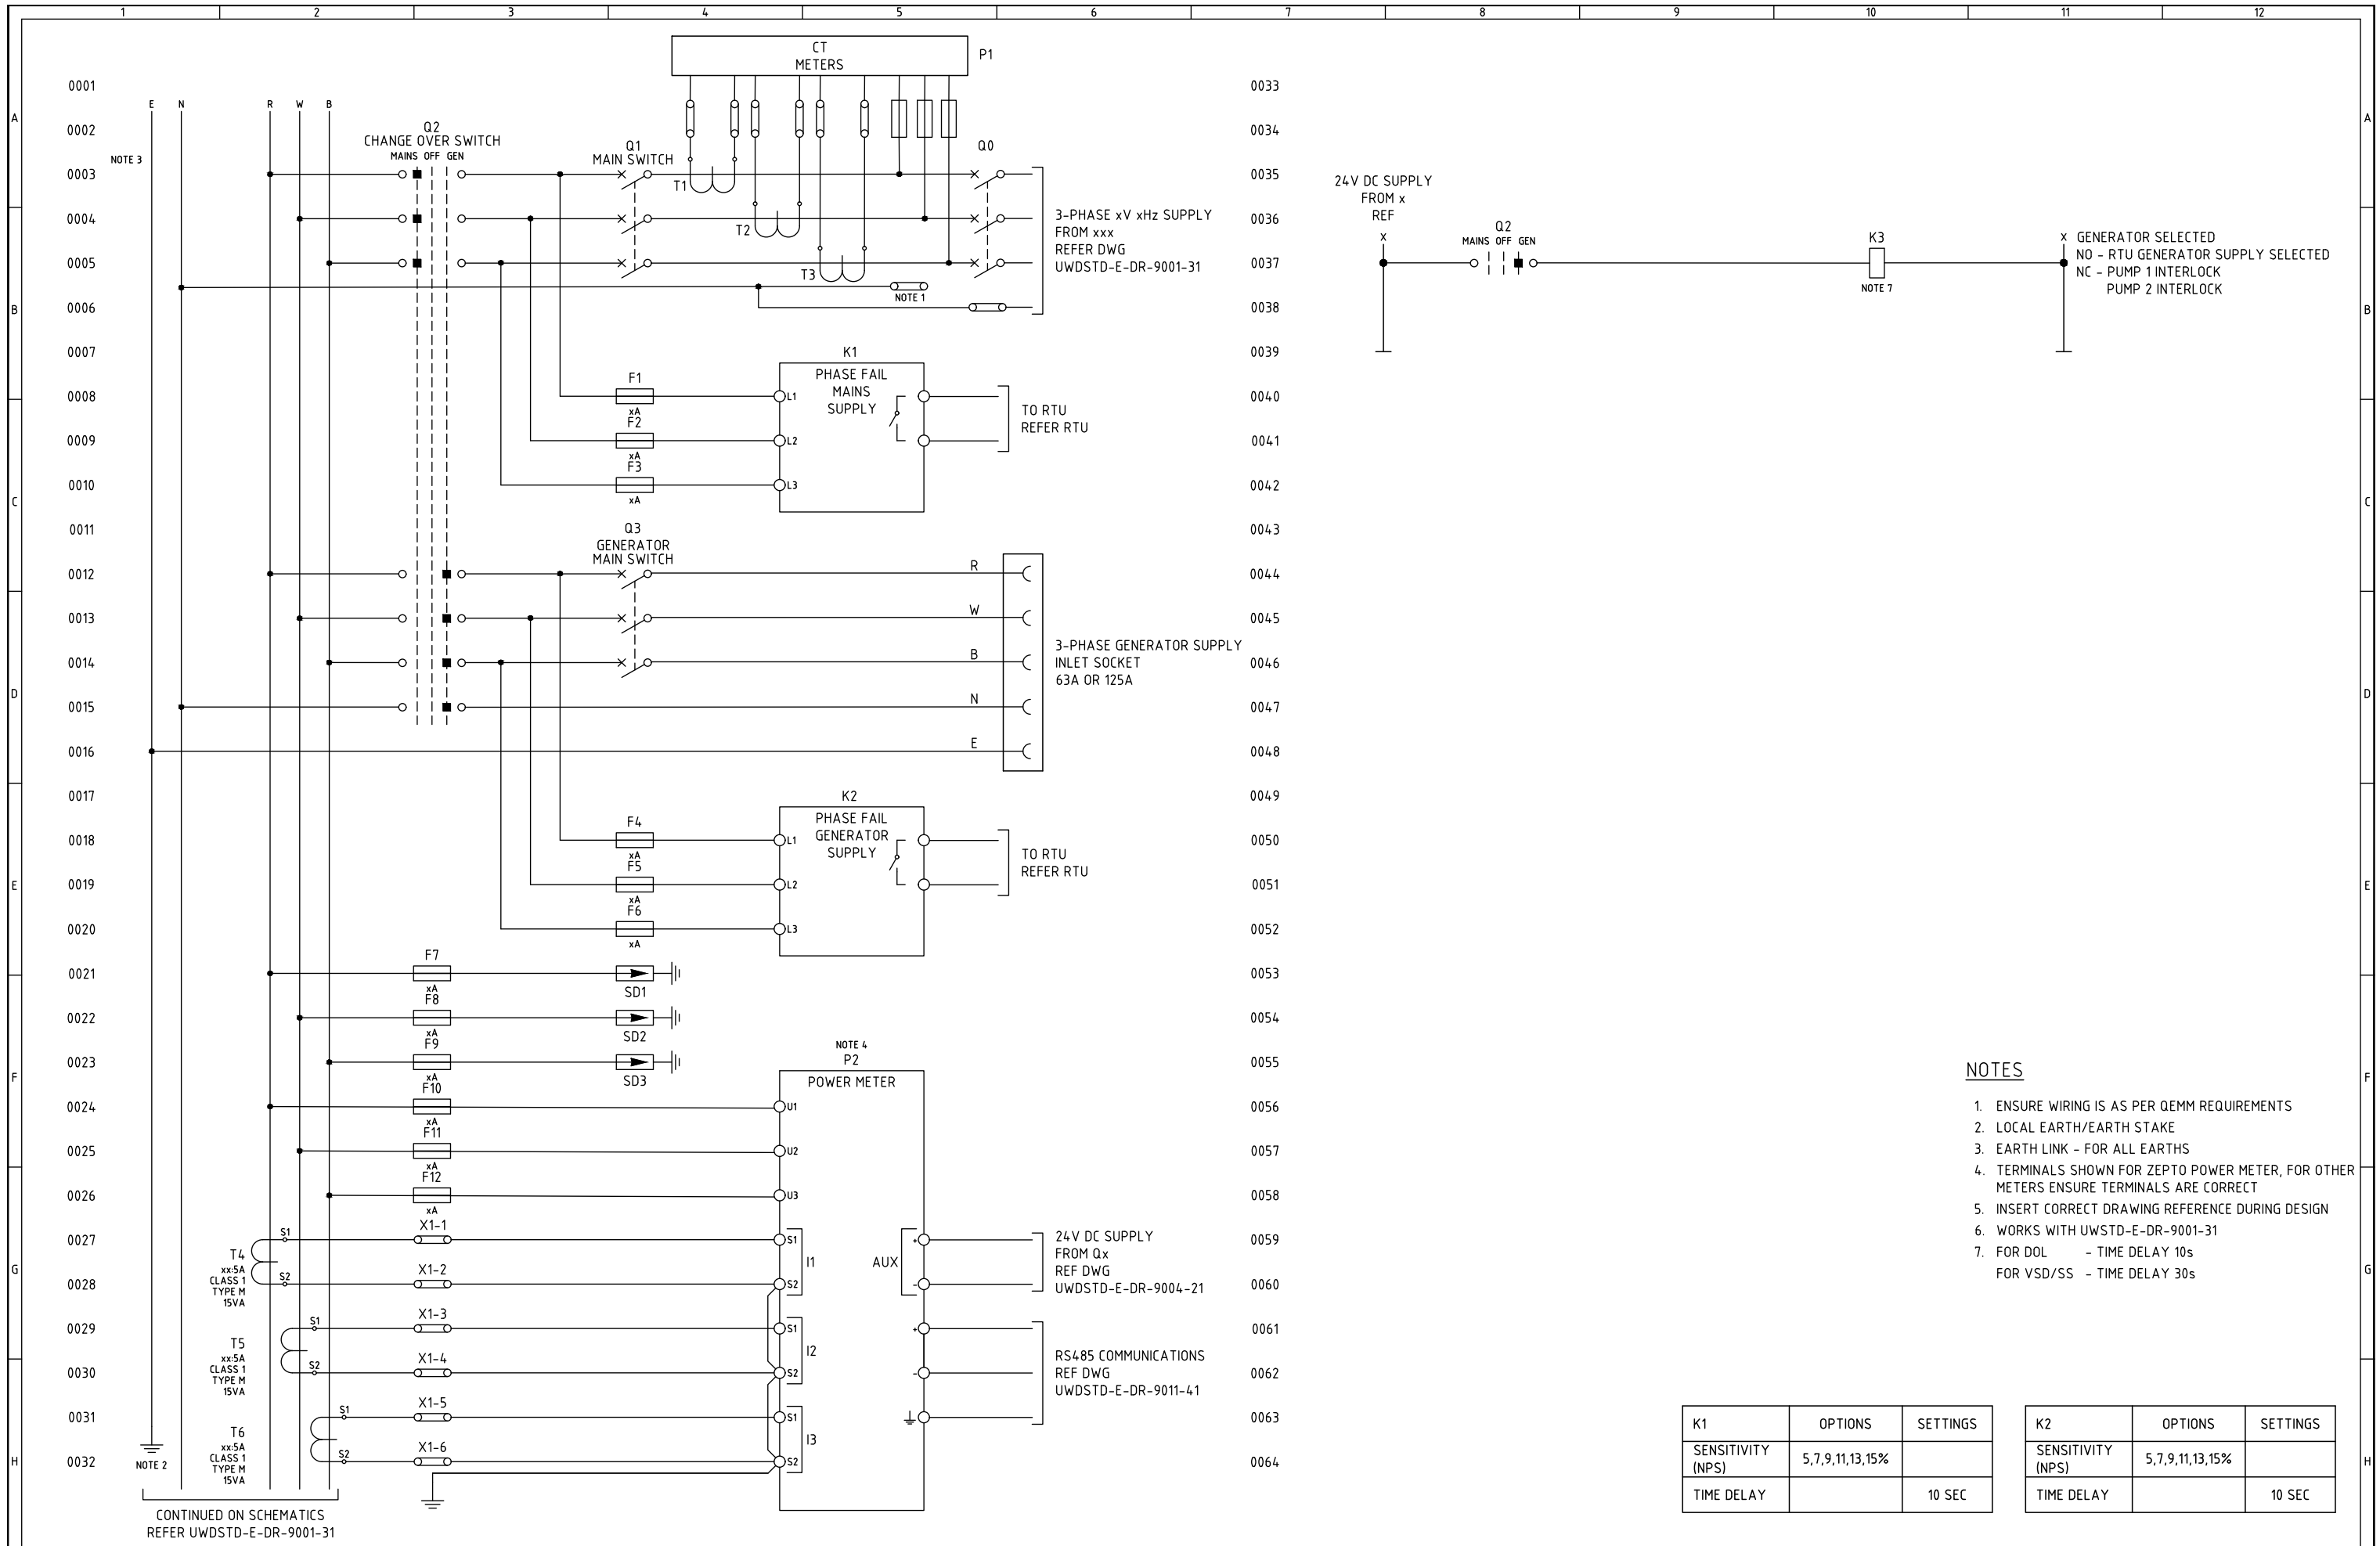 1 2 3 4 5 6 7 8 9 10 11 12
A
B
C
D
E
F
G
H
A
B
C
D
E
F
G
H
0001
0002
0003
0004
0005
0006
0007
0008
0009
0010
0011
0012
0013
0014
0015
0016
0017
0018
0019
0020
0021
0022
0023
0024
0025
0026
0027
0028
0029
0030
0031
0032
E N R W B
NOTE 3
Q2
CHANGE OVER SWITCH
MAINS OFF GEN
Q1
MAIN SWITCH
CT
METERS
P1
T1
T2
T3
Q0
NOTE 1
3-PHASE xV xHz SUPPLY
FROM xxx
REFER DWG
UWDSTD-E-DR-9001-31
F1
xA
F2
xA
F3
xA
K1
PHASE FAIL
MAINS
SUPPLY
L1
L2
L3
TO RTU
REFER RTU
Q3
GENERATOR
MAIN SWITCH
R
W
B
N
E
3-PHASE GENERATOR SUPPLY
INLET SOCKET
63A OR 125A
F4
xA
F5
xA
F6
xA
K2
PHASE FAIL
GENERATOR
SUPPLY
L1
L2
L3
TO RTU
REFER RTU
F7
xA
F8
xA
F9
xA
F10
xA
F11
xA
F12
xA
SD1
SD2
SD3
NOTE 4
P2
POWER METER
U1
U2
U3
S1
S2
I1
S1
S2
I2
S1
S2
I3
AUX
+
-
+
-
X1-1
X1-2
X1-3
X1-4
X1-5
X1-6
S1
S2
T4
xx:5A
CLASS 1
TYPE M
15VA
S1
S2
T5
xx:5A
CLASS 1
TYPE M
15VA
S1
S2
T6
xx:5A
CLASS 1
TYPE M
15VA
24V DC SUPPLY
FROM Qx
REF DWG
UWDSTD-E-DR-9004-21
RS485 COMMUNICATIONS
REF DWG
UWDSTD-E-DR-9011-41
NOTE 2
CONTINUED ON SCHEMATICS
REFER UWDSTD-E-DR-9001-31
0033
0034
0035
0036
0037
0038
0039
0040
0041
0042
0043
0044
0045
0046
0047
0048
0049
0050
0051
0052
0053
0054
0055
0056
0057
0058
0059
0060
0061
0062
0063
0064
24V DC SUPPLY
FROM x
REF
X
Q2
MAINS OFF GEN
K3
NOTE 7
X GENERATOR SELECTED
NO - RTU GENERATOR SUPPLY SELECTED
NC - PUMP 1 INTERLOCK
PUMP 2 INTERLOCK
NOTES
1. ENSURE WIRING IS AS PER QEMM REQUIREMENTS
2. LOCAL EARTH/EARTH STAKE
3. EARTH LINK - FOR ALL EARTHS
4. TERMINALS SHOWN FOR ZEPTO POWER METER, FOR OTHER
METERS ENSURE TERMINALS ARE CORRECT
5. INSERT CORRECT DRAWING REFERENCE DURING DESIGN
6. WORKS WITH UWSTD-E-DR-9001-31
7. FOR DOL - TIME DELAY 10s
FOR VSD/SS - TIME DELAY 30s
K1 OPTIONS SETTINGS
SENSITIVITY
(NPS) 5,7,9,11,13,15%
TIME DELAY 10 SEC
K2 OPTIONS SETTINGS
SENSITIVITY
(NPS) 5,7,9,11,13,15%
TIME DELAY 10 SEC